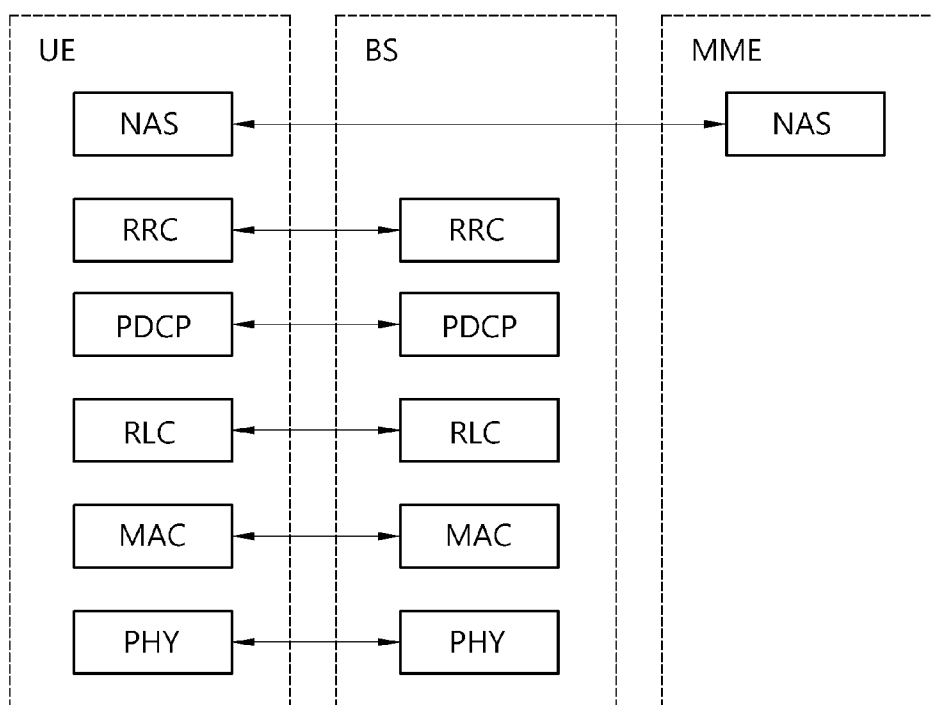 UE BS MME
NAS NAS
RRC RRC
PDCP PDCP
RLC RLC
MAC MAC
PHY PHY